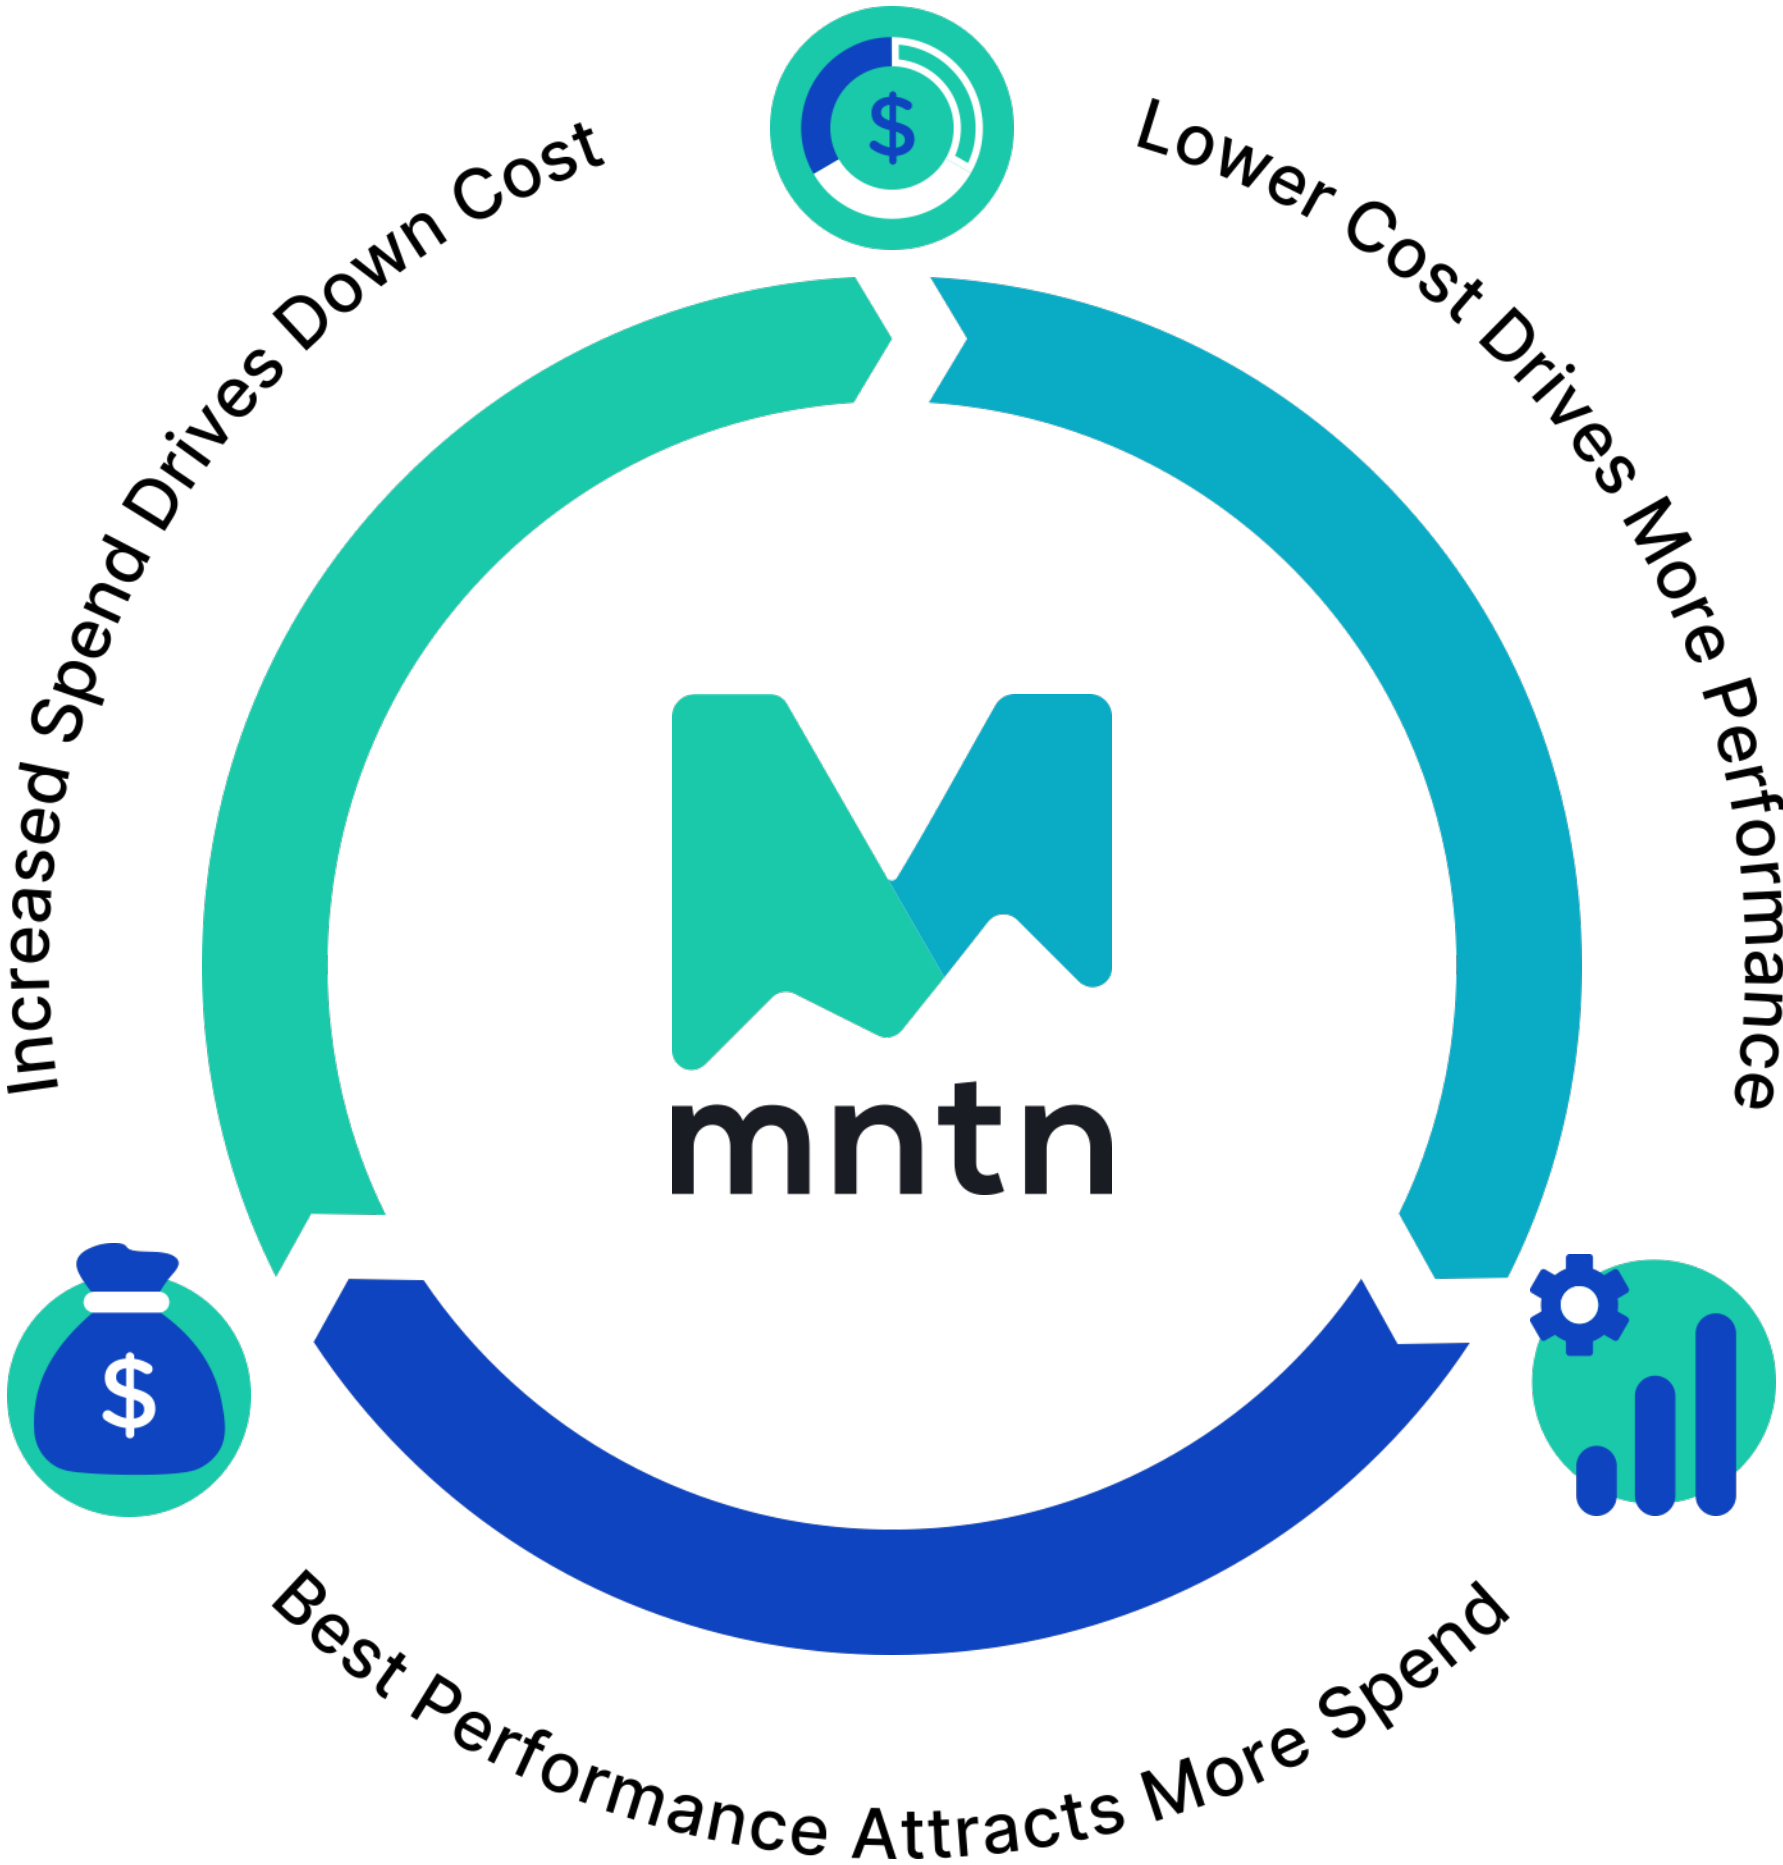 $
Increased Spend Drives Down Cost
Lower Cost Drives More Performance
mntn
$
Best Performance Attracts More Spend